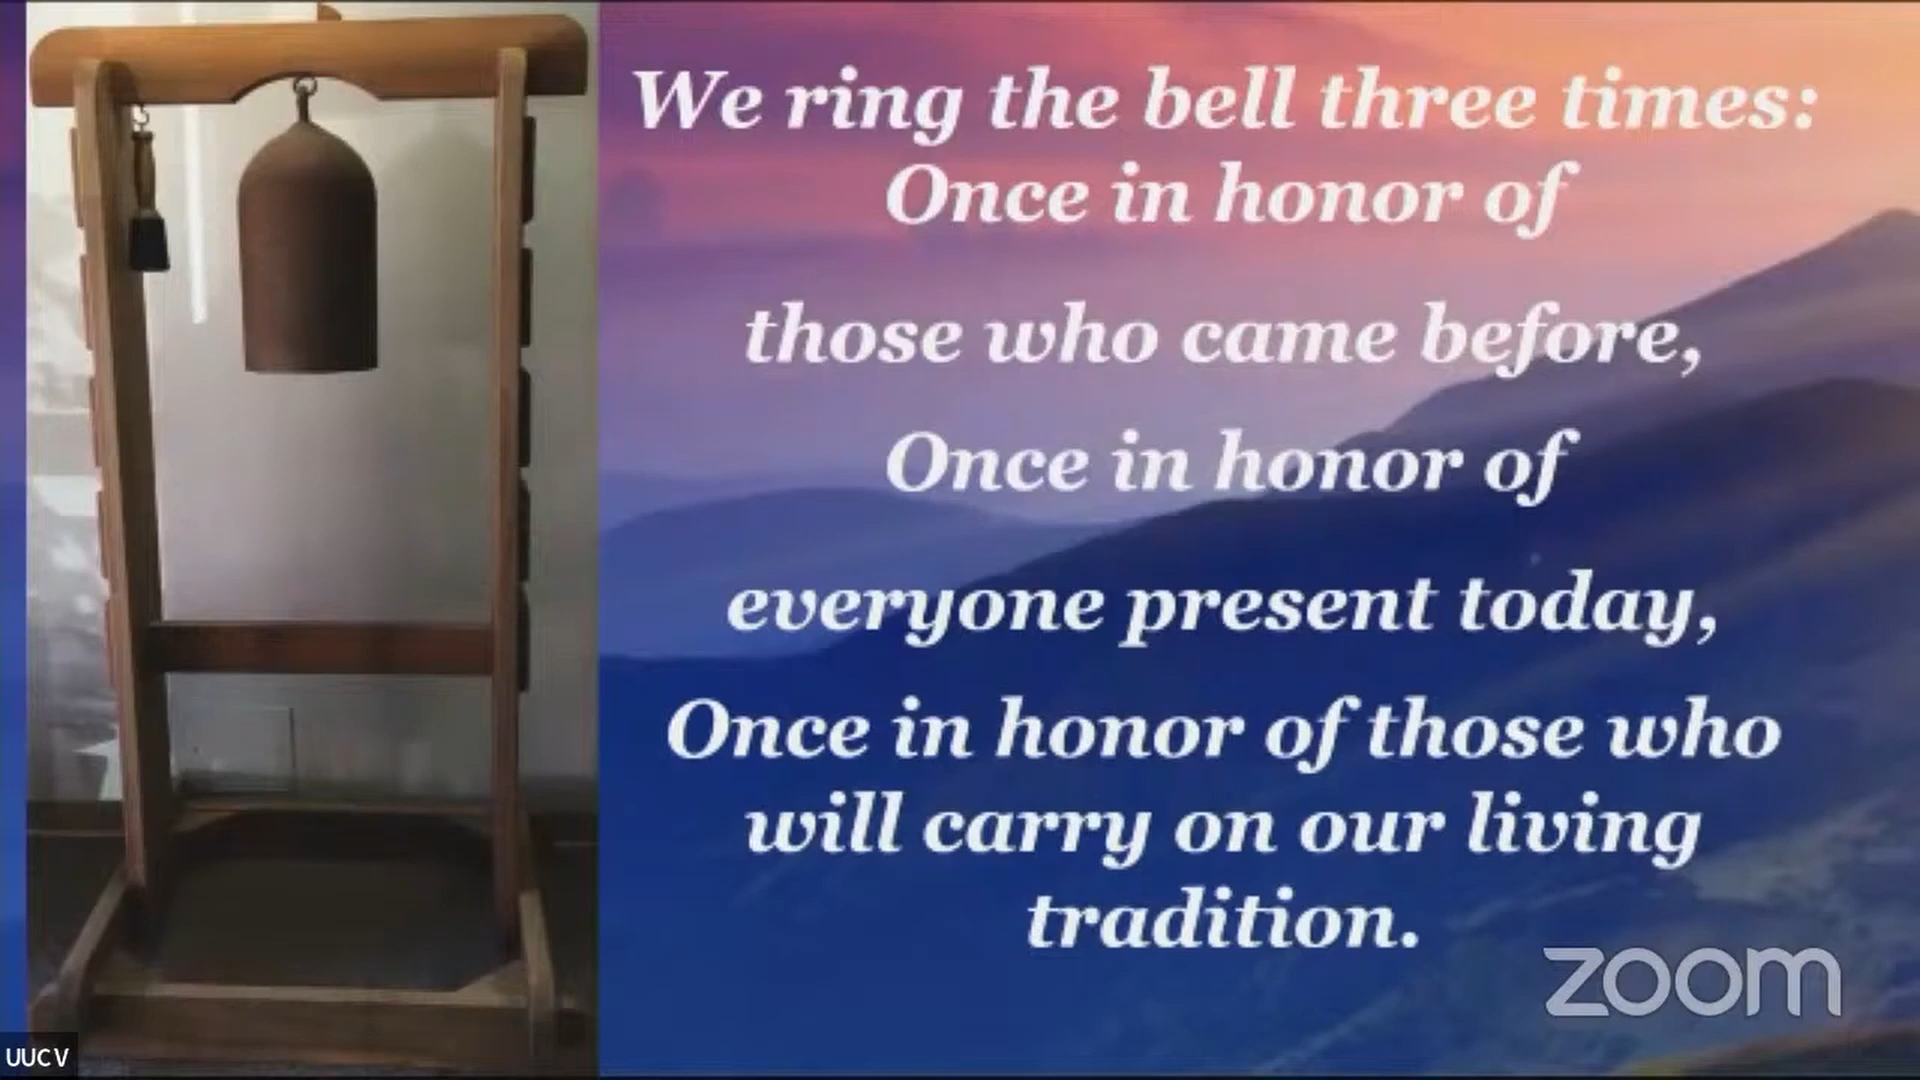 We ring the bell three times:
Once in honor of
those who came before,
Once in honor of
everyone present today,
Once in honor of those who
will carry on our living
tradition.
zoom
UUCV